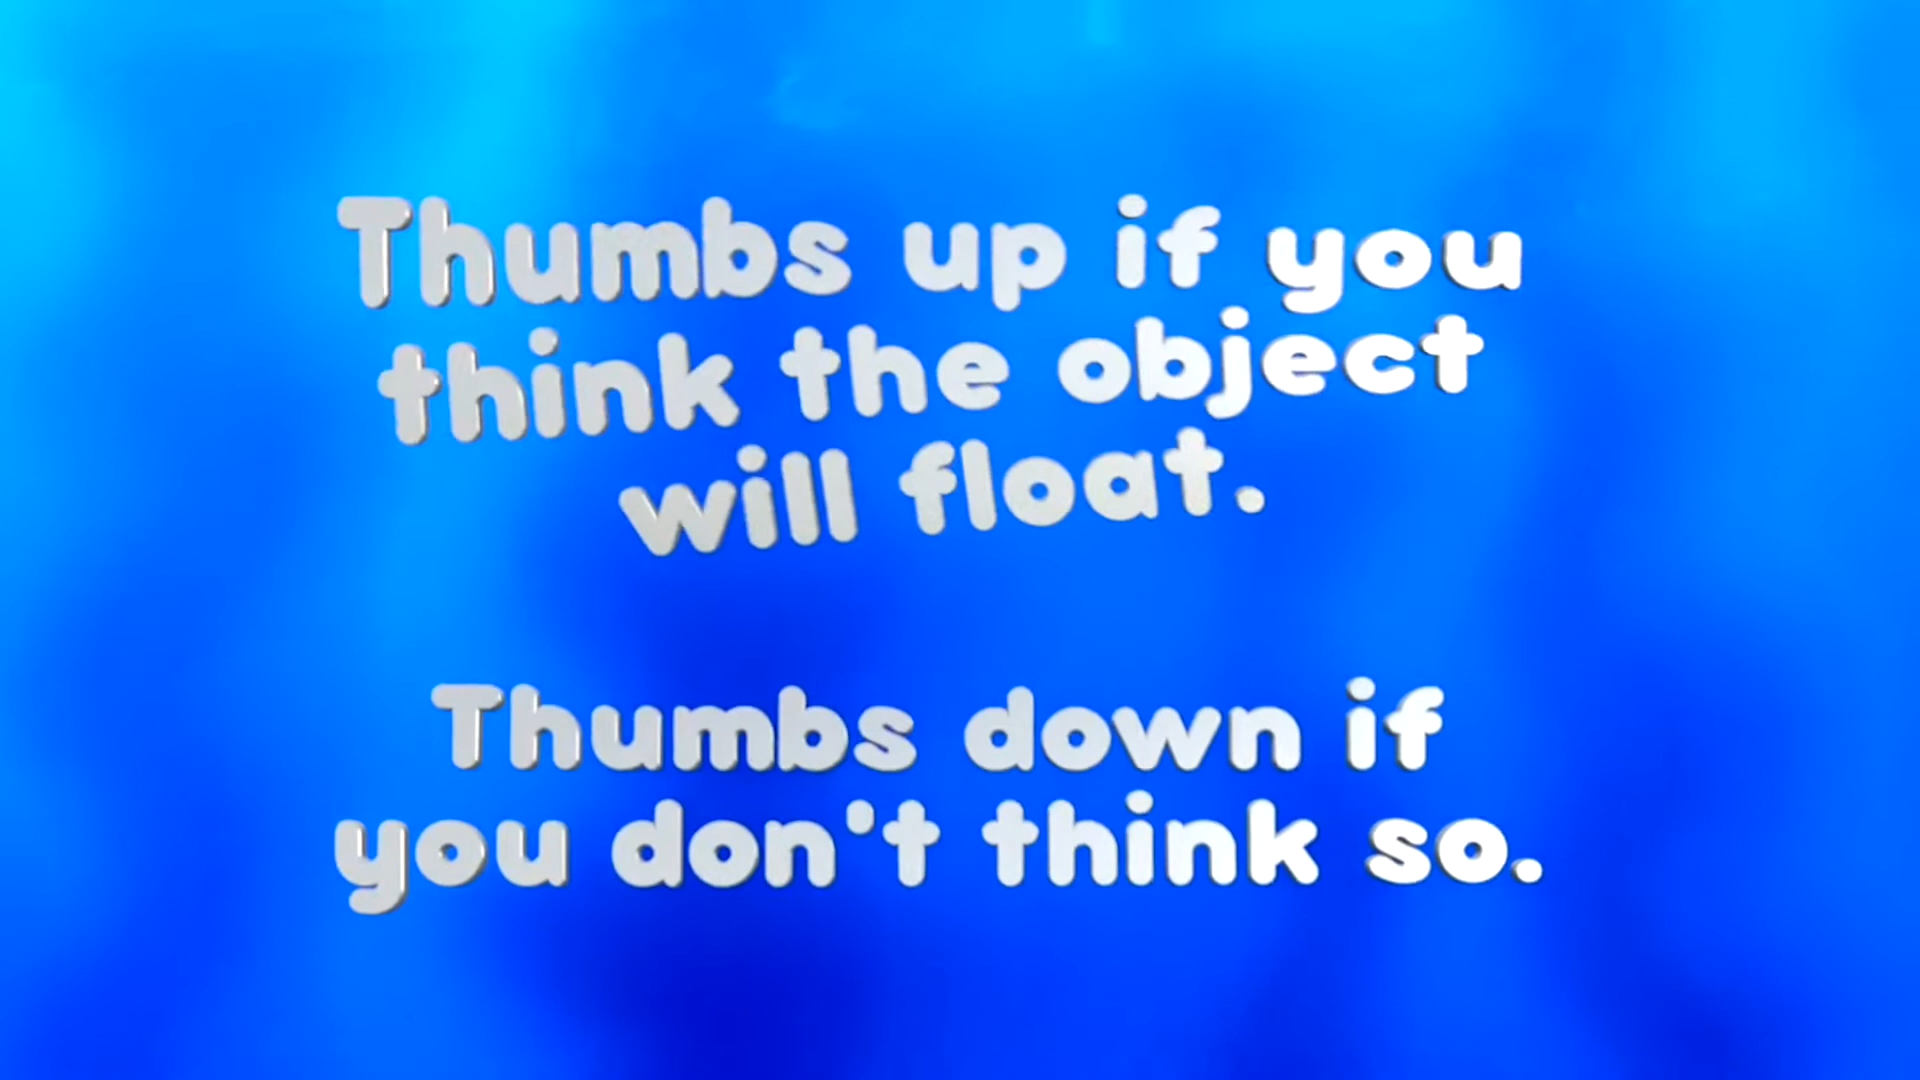 Thumbs up if you
think the object
will float.
Thumbs down if
you don't think so.